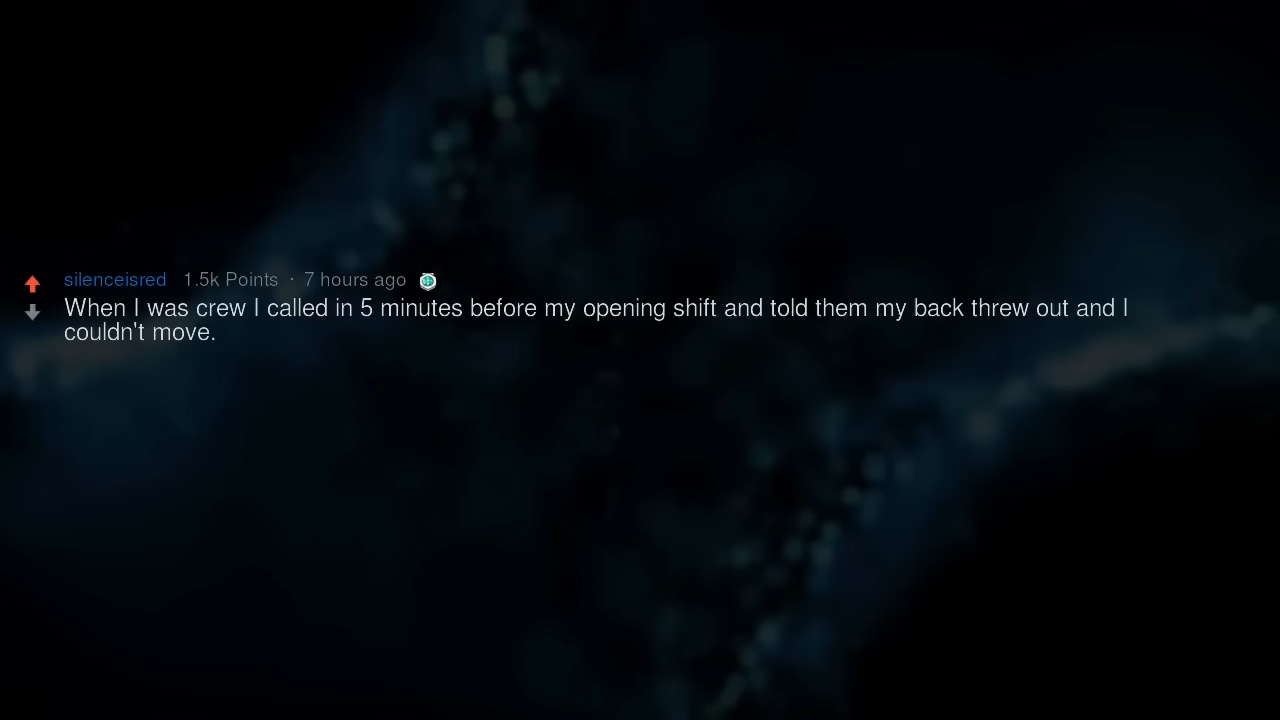 silenceisred 1.5k Points · 7 hours ago
When I was crew I called in 5 minutes before my opening shift and told them my back threw out and I
couldn't move.